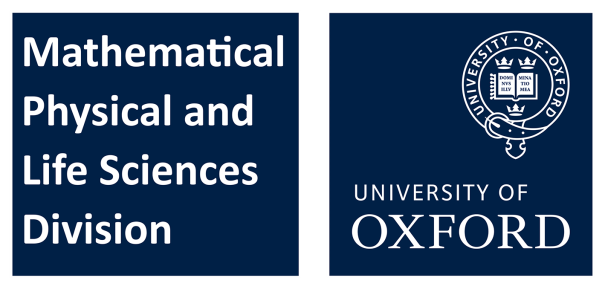 Mathematical
Physical and
Life Sciences
Division
UNIVERSITY · OF · OXFORD
DOMI MINA
NVS TIO
ILLV MEA
UNIVERSITY OF
OXFORD